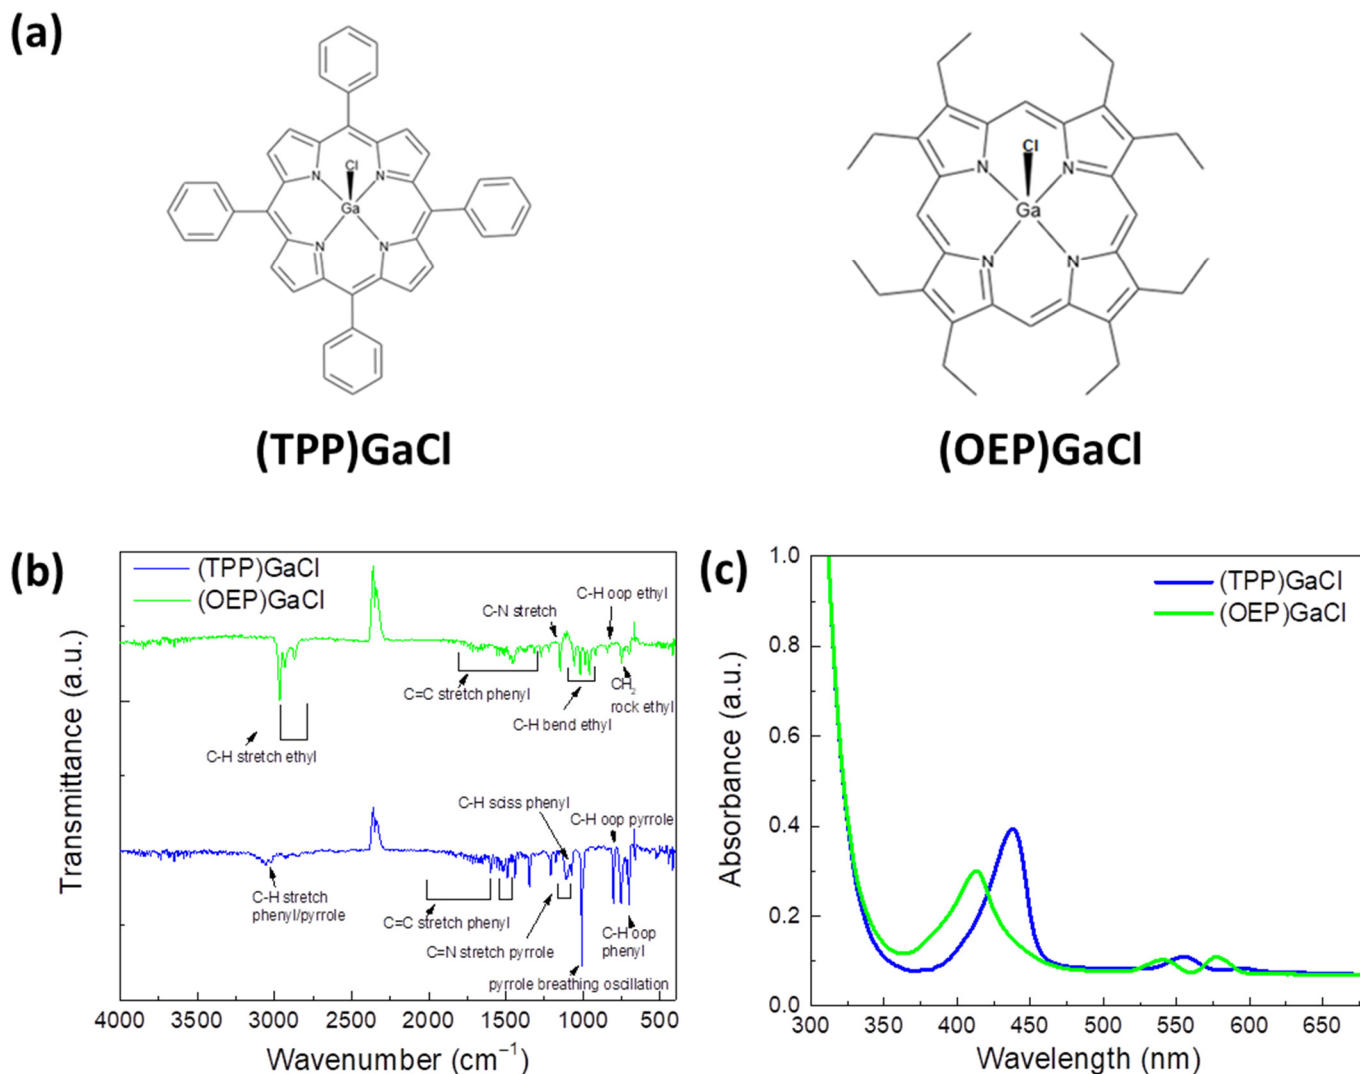 (a)
Cl
N
N
Ga
N
N
Cl
N
N
Ga
N
N
(TPP)GaCl
(OEP)GaCl
(b)
(TPP)GaCl
(OEP)GaCl
C-N stretch
C-H oop ethyl
C=C stretch phenyl
CH2
rock ethyl
C-H bend ethyl
C-H stretch ethyl
C-H sciss phenyl
C-H oop pyrrole
C-H stretch
phenyl/pyrrole
C=C stretch phenyl
C=N stretch pyrrole
C-H oop
phenyl
pyrrole breathing oscillation
Transmittance (a.u.)
4000 3500 3000 2500 2000 1500 1000 500
Wavenumber (cm−1)
(c)
(TPP)GaCl
(OEP)GaCl
1.0
0.8
0.6
0.4
0.2
0.0
Absorbance (a.u.)
300 350 400 450 500 550 600 650
Wavelength (nm)